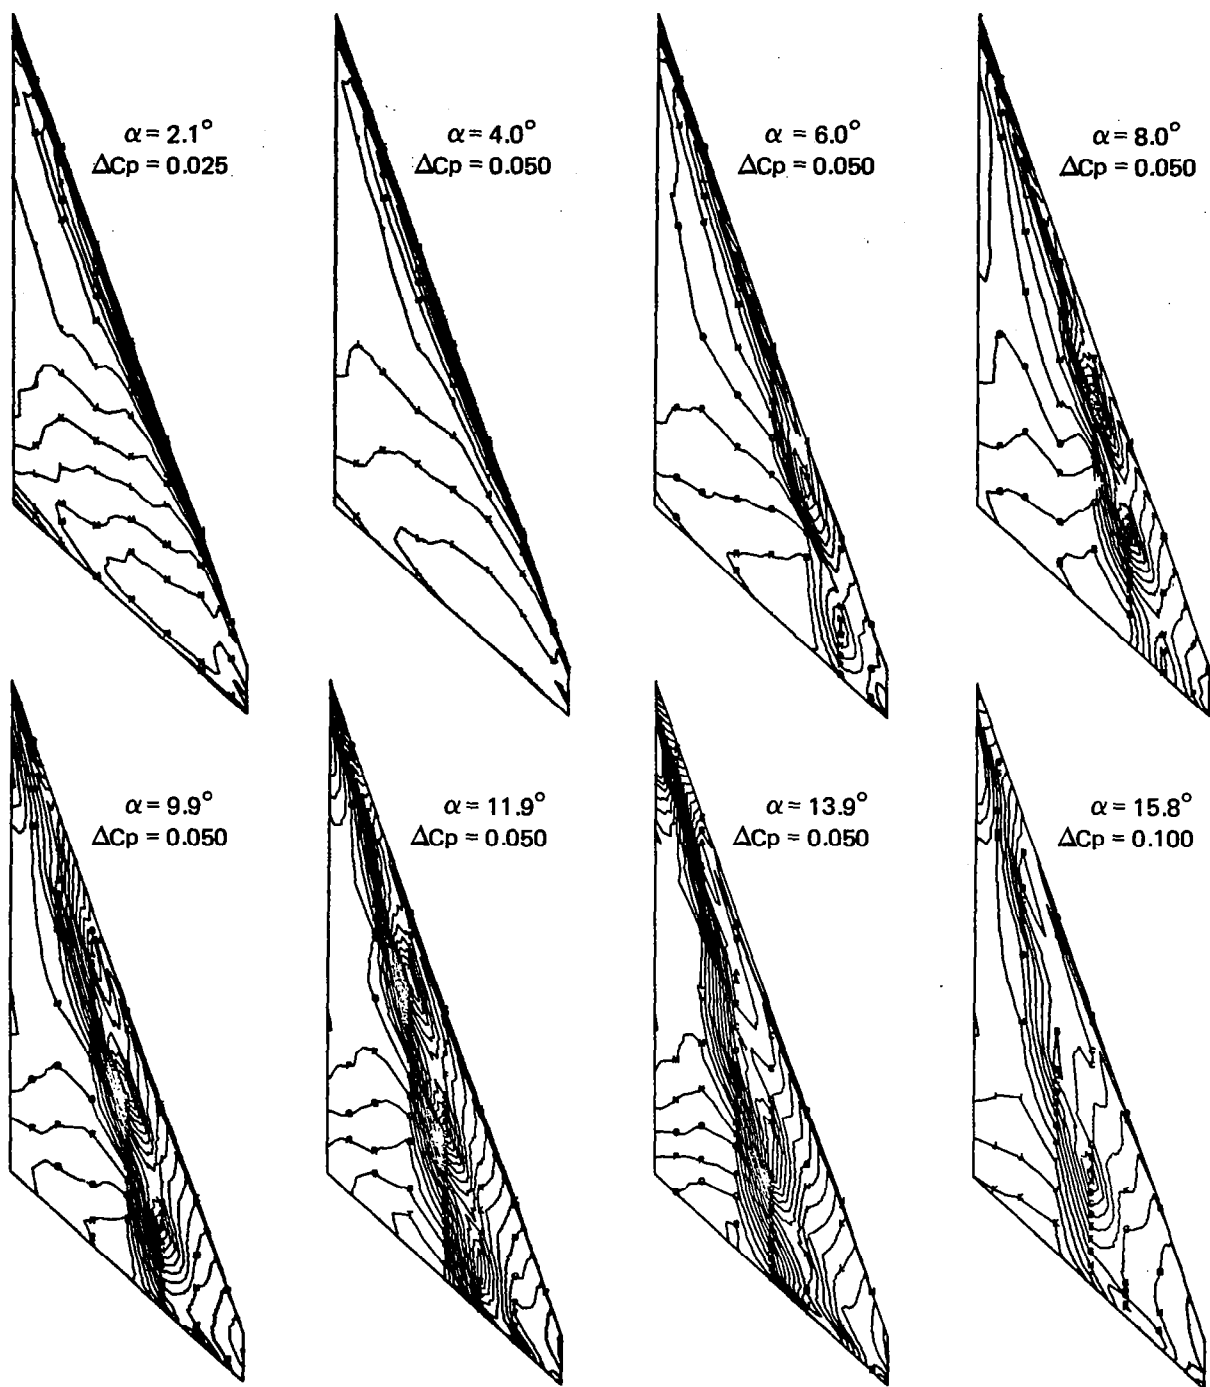 α = 2.1°
ΔCp = 0.025
α = 4.0°
ΔCp = 0.050
α = 6.0°
ΔCp = 0.050
α = 8.0°
ΔCp = 0.050
α = 9.9°
ΔCp = 0.050
α = 11.9°
ΔCp = 0.050
α = 13.9°
ΔCp = 0.050
α = 15.8°
ΔCp = 0.100